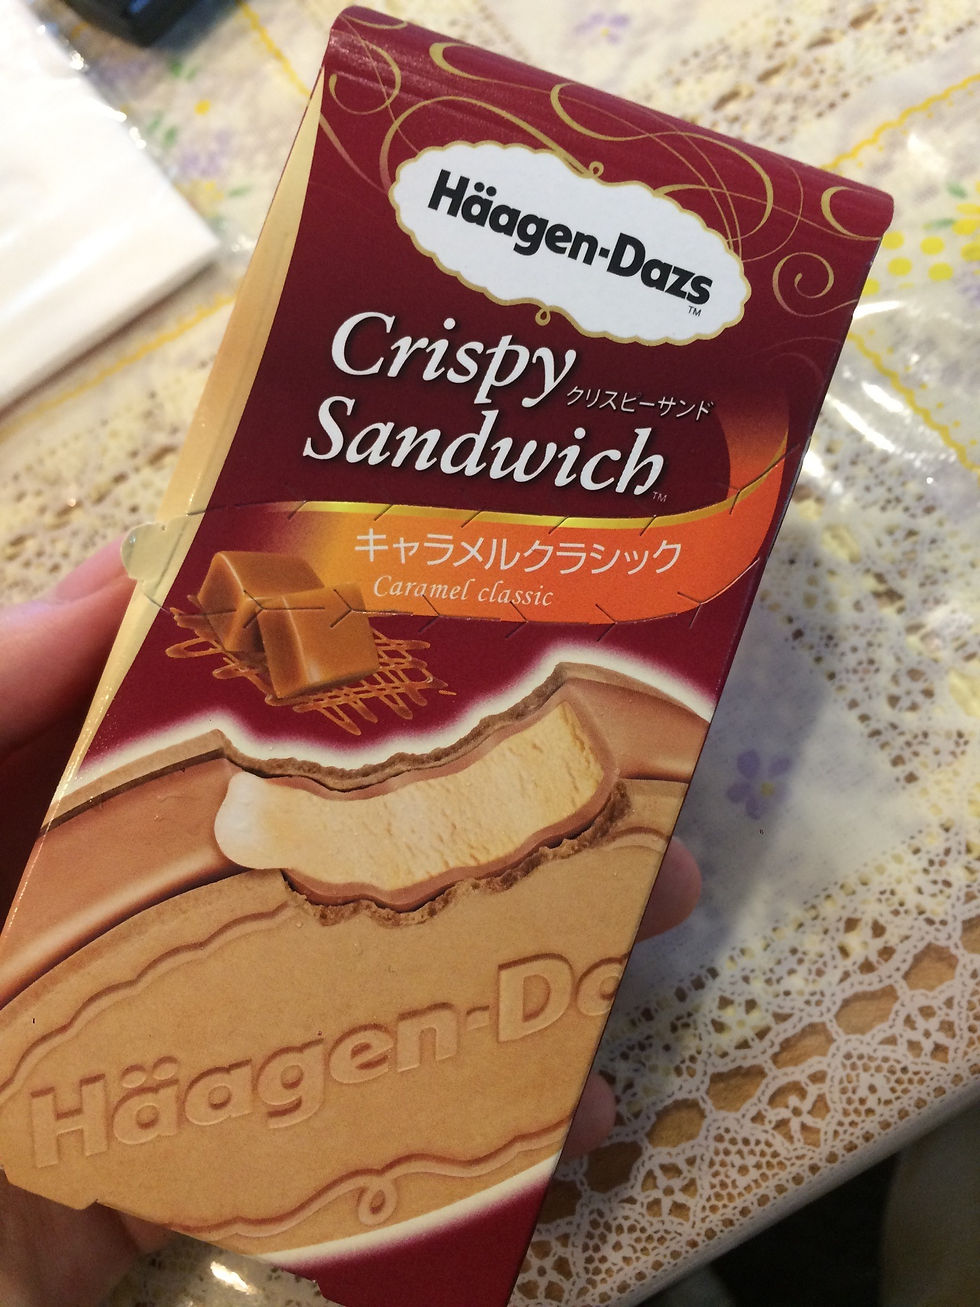 Häagen-Dazs
TM
Crispy
クリスピーサンド
Sandwich
TM
キャラメルクラシック
Caramel classic
Häagen-Da